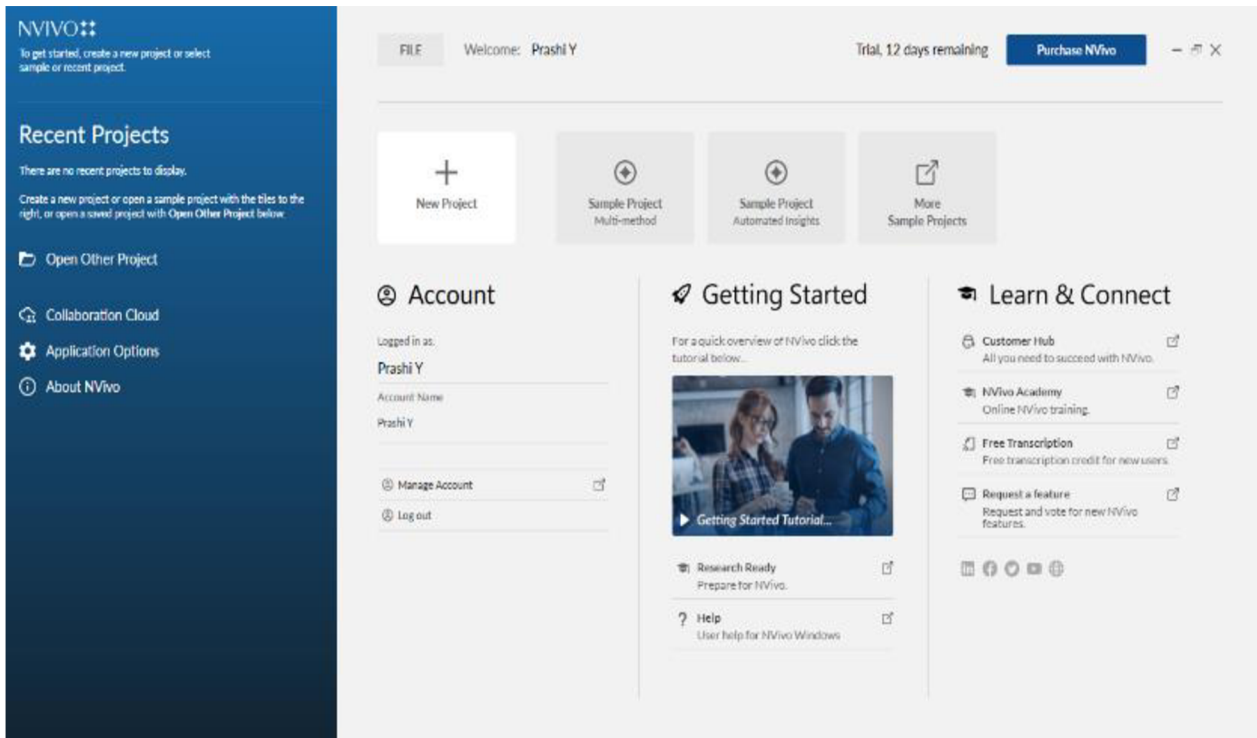 NVIVO
To get started, create a new project or select
sample or recent project.
Recent Projects
There are no recent projects to display.
Create a new project or open a sample project with the tiles to the
right, or open a saved project with Open Other Project below.
Open Other Project
Collaboration Cloud
Application Options
About NVivo
FILE
Welcome: Prashi Y
Trial, 12 days remaining
Purchase NVivo
New Project
Sample Project
Multi-method
Sample Project
Automated Insights
More
Sample Projects
Account
Logged in as:
Prashi Y
Account Name
Prashi Y
Manage Account
Log out
Getting Started
For a quick overview of NVivo click the
tutorial below...
Getting Started Tutorial...
Research Ready
Prepare for NVivo.
? Help
User help for NVivo Windows
Learn & Connect
Customer Hub
All you need to succeed with NVivo.
NVivo Academy
Online NVivo training.
Free Transcription
Free transcription credit for new users.
Request a feature
Request and vote for new NVivo
features.